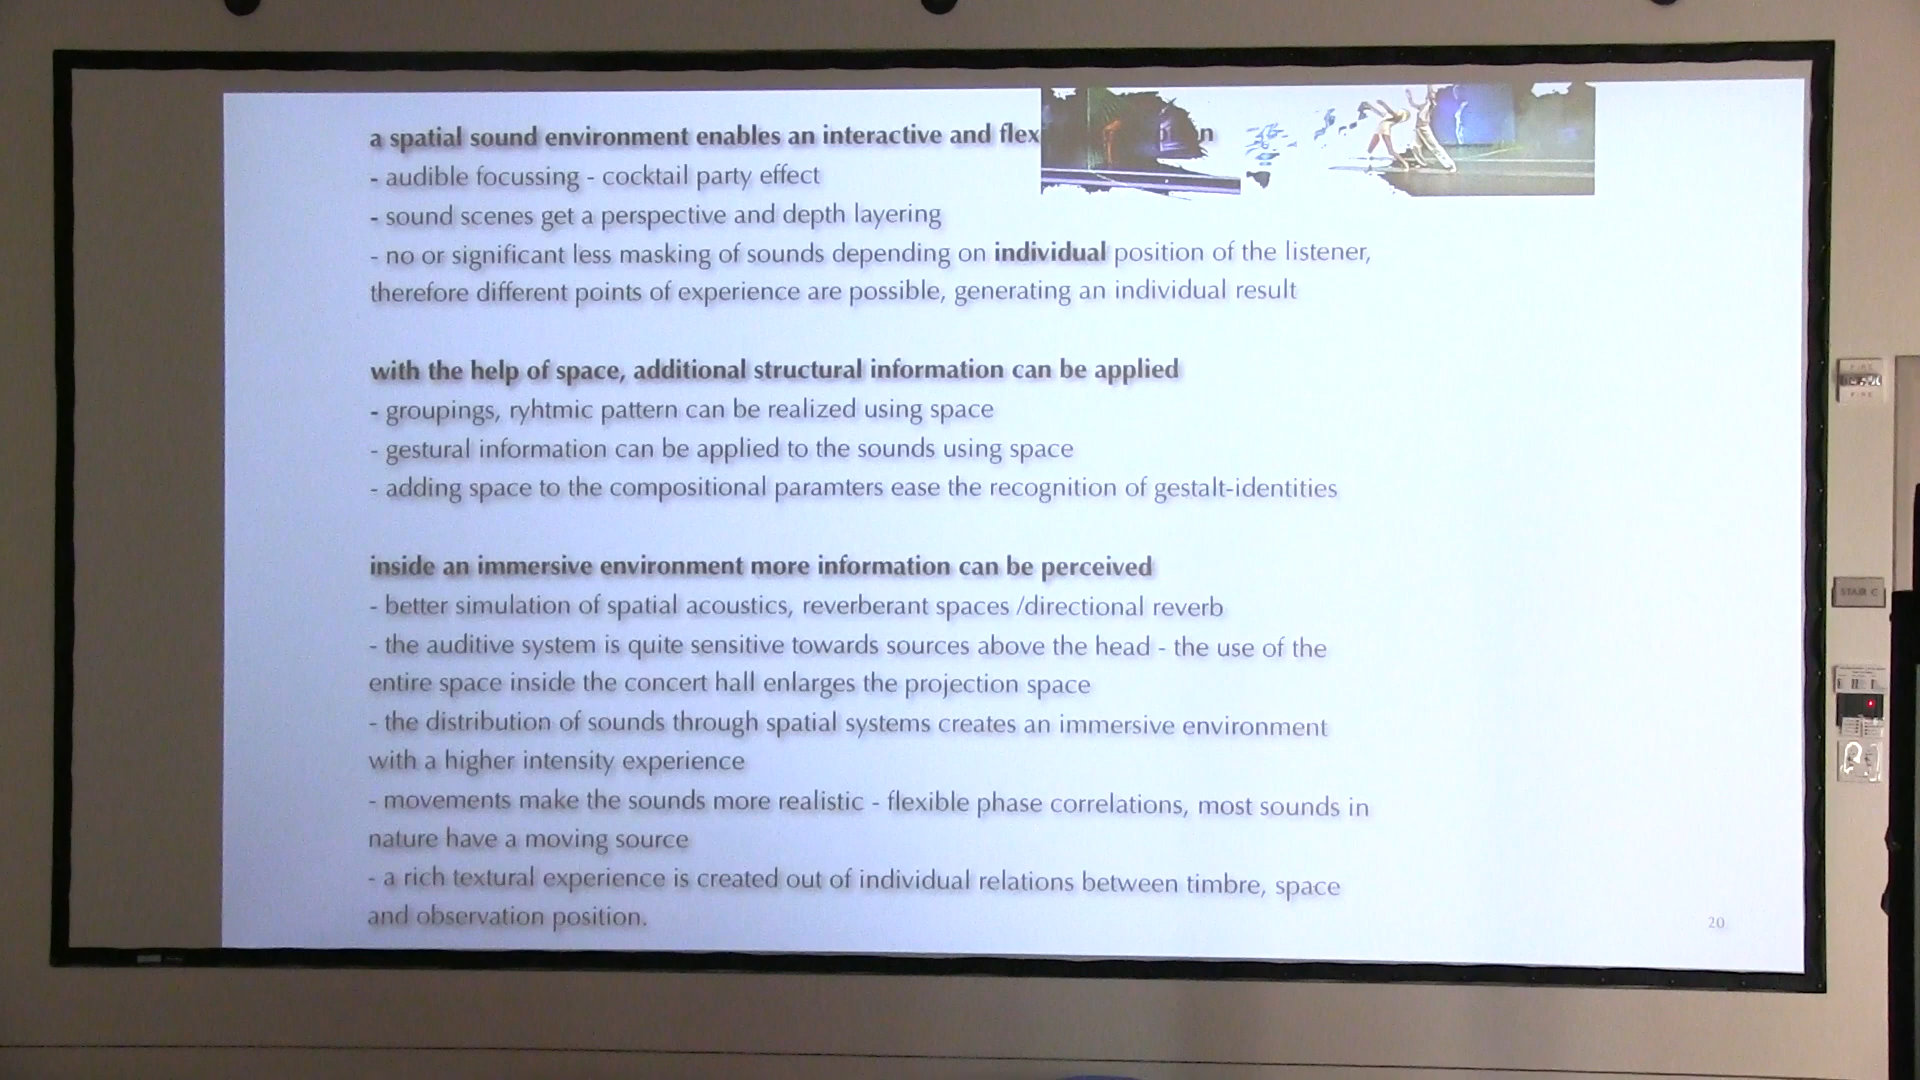 a spatial sound environment enables an interactive and flex n
- audible focussing - cocktail party effect
- sound scenes get a perspective and depth layering
- no or significant less masking of sounds depending on individual position of the listener,
therefore different points of experience are possible, generating an individual result
with the help of space, additional structural information can be applied
- groupings, ryhtmic pattern can be realized using space
- gestural information can be applied to the sounds using space
- adding space to the compositional paramters ease the recognition of gestalt-identities
inside an immersive environment more information can be perceived
- better simulation of spatial acoustics, reverberant spaces /directional reverb
- the auditive system is quite sensitive towards sources above the head - the use of the
entire space inside the concert hall enlarges the projection space
- the distribution of sounds through spatial systems creates an immersive environment
with a higher intensity experience
- movements make the sounds more realistic - flexible phase correlations, most sounds in
nature have a moving source
- a rich textural experience is created out of individual relations between timbre, space
and observation position.
20
FIRE
STAIR C